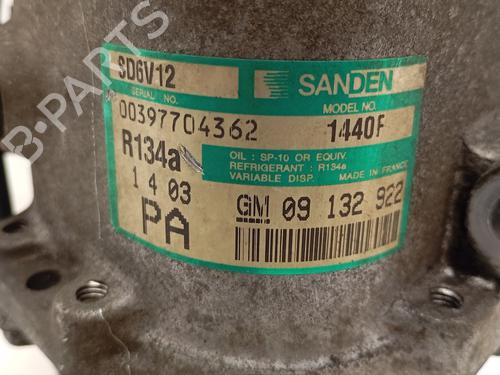 B-PARTS
SD6V12
SANDEN
SERIAL NO.
MODEL NO.
00397704362
1440F
R134a
OIL : SP-10 OR EQUIV.
REFRIGERANT : R134a
VARIABLE DISP. MADE IN FRANCE
1 4 03
PA
GM 09 132 922